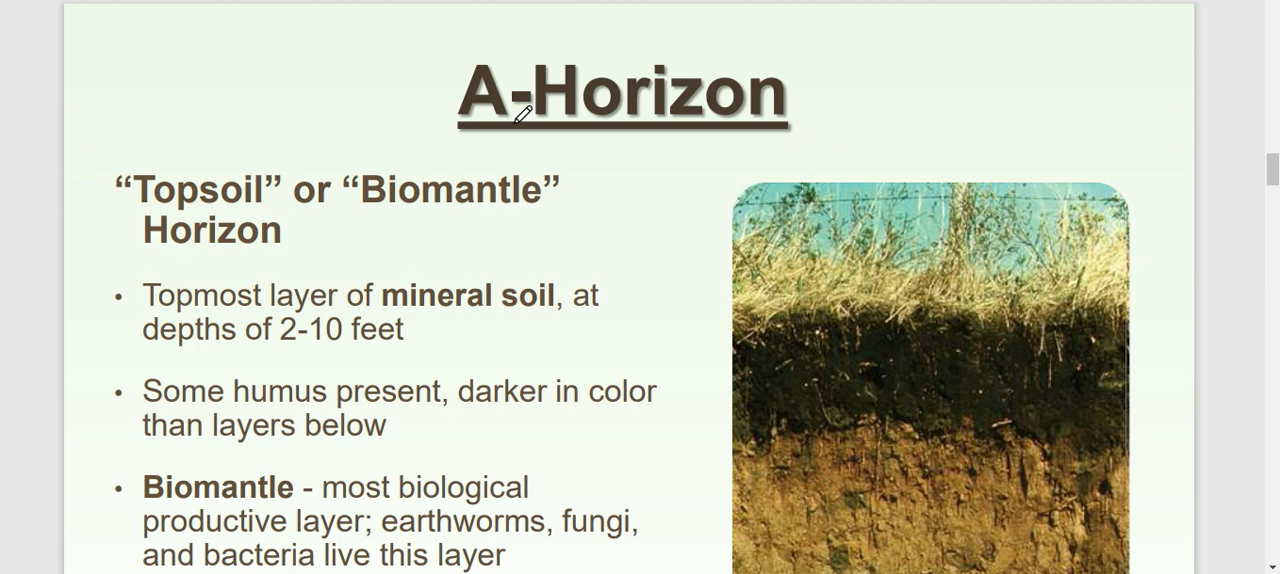 A-Horizon
“Topsoil” or “Biomantle”
Horizon
• Topmost layer of mineral soil, at
depths of 2-10 feet
• Some humus present, darker in color
than layers below
• Biomantle - most biological
productive layer; earthworms, fungi,
and bacteria live this layer